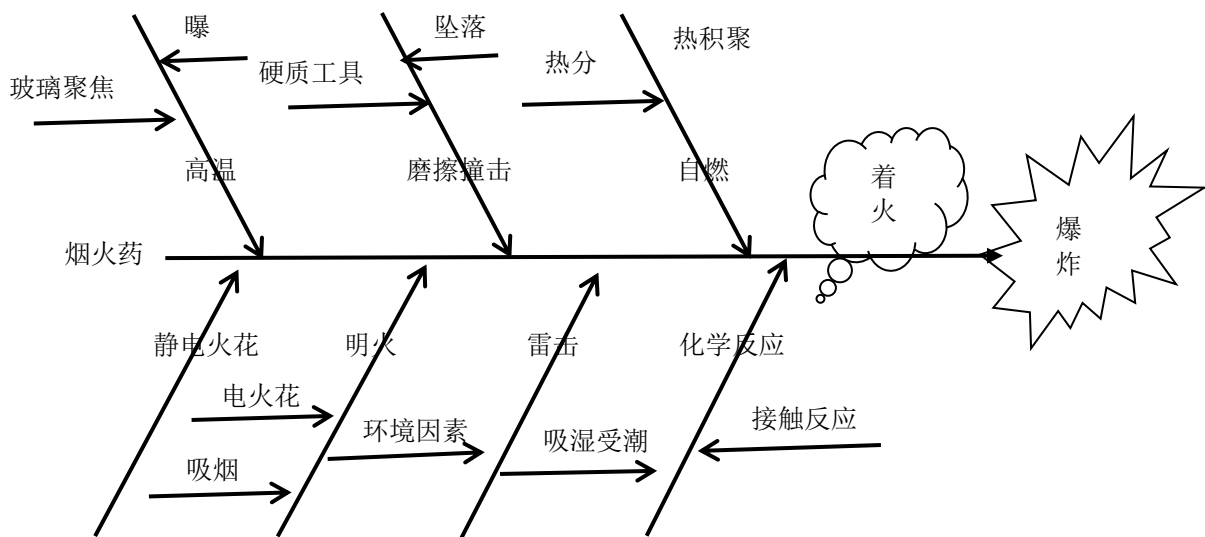 曝
坠落
热积聚
玻璃聚焦
硬质工具
热分
高温
磨擦撞击
自燃
着
火
爆
炸
烟火药
静电火花
明火
雷击
化学反应
电火花
环境因素
吸湿受潮
接触反应
吸烟